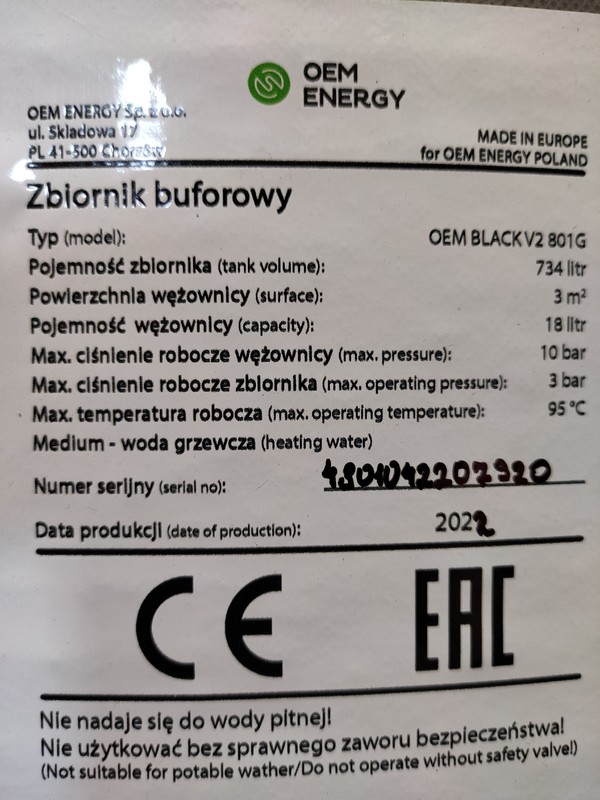 OEM
ENERGY
OEM ENERGY Sp. z o.o.
ul. Składowa 17
PL 41-500 Chorzów
MADE IN EUROPE
for OEM ENERGY POLAND
Zbiornik buforowy
Typ (model): OEM BLACK V2 801G
Pojemność zbiornika (tank volume): 734 litr
Powierzchnia wężownicy (surface): 3 m²
Pojemność wężownicy (capacity): 18 litr
Max. ciśnienie robocze wężownicy (max. pressure): 10 bar
Max. ciśnienie robocze zbiornika (max. operating pressure): 3 bar
Max. temperatura robocza (max. operating temperature): 95 °C
Medium - woda grzewcza (heating water)
Numer seryjny (serial no):
Data produkcji (date of production): 2022
CE EAC
Nie nadaje się do wody pitnej!
Nie użytkować bez sprawnego zaworu bezpieczeństwa!
(Not suitable for potable wather/Do not operate without safety valve!)